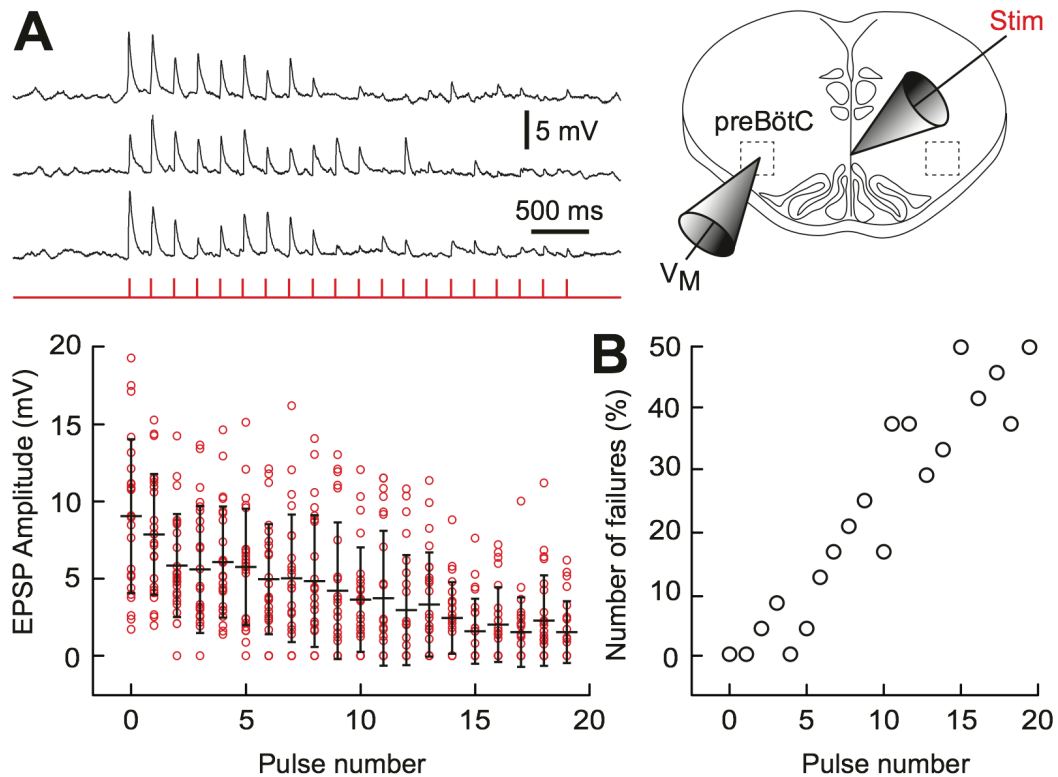 A
5 mV
500 ms
Stim
preBötC
VM
20
15
10
5
0
EPSP Amplitude (mV)
0
5
10
15
20
Pulse number
B
50
40
30
20
10
0
Number of failures (%)
0
5
10
15
20
Pulse number